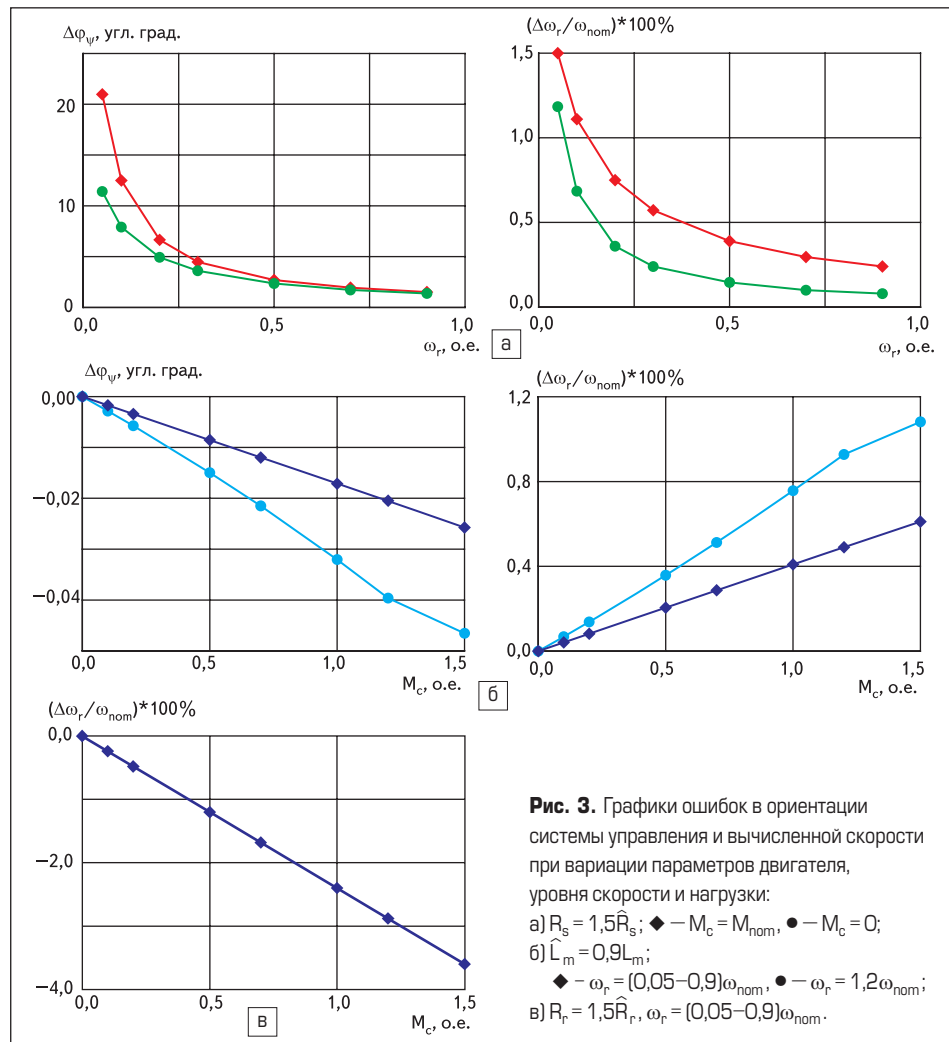 Δφψ, угл. град.
20
10
0
0,0
0,5
1,0
ωr, о.е.
(Δωr/ωnom)*100%
1,5
1,0
0,5
0,0
0,0
0,5
1,0
ωr, о.е.
а
Δφψ, угл. град.
0,00
−0,02
−0,04
0,0
0,5
1,0
1,5
Mc, о.е.
(Δωr/ωnom)*100%
1,2
0,8
0,4
0,0
0,0
0,5
1,0
1,5
Mc, о.е.
б
(Δωr/ωnom)*100%
0,0
−2,0
−4,0
0,0
0,5
1,0
1,5
Mc, о.е.
в
Рис. 3. Графики ошибок в ориентации
системы управления и вычисленной скорости
при вариации параметров двигателя,
уровня скорости и нагрузки:
а) Rs = 1,5R̂s; ◆ – Mc = Mnom, ● – Mc = 0;
б) L̂m = 0,9Lm;
◆ - ωr = (0,05–0,9)ωnom, ● – ωr = 1,2ωnom;
в) Rr = 1,5R̂r, ωr = (0,05–0,9)ωnom.